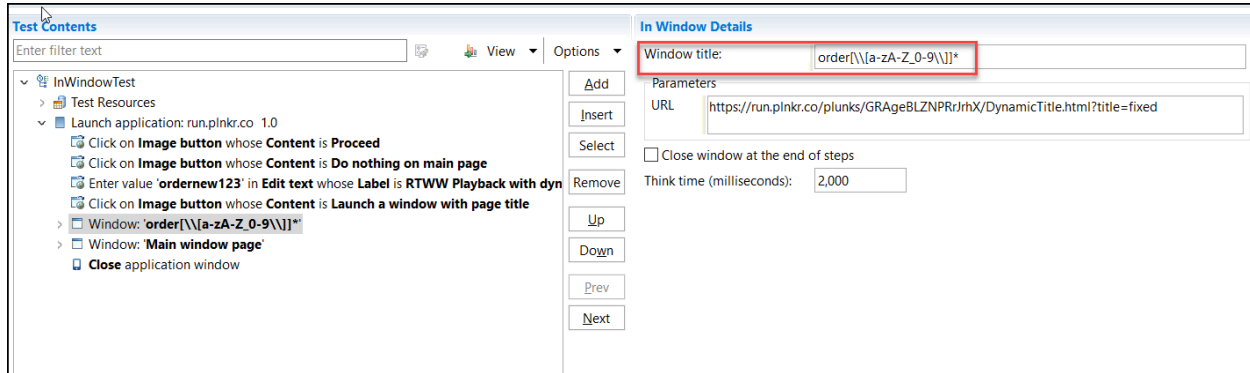 Test Contents
Enter filter text
View
Options
InWindowTest
Test Resources
Launch application: run.plnkr.co 1.0
Click on Image button whose Content is Proceed
Click on Image button whose Content is Do nothing on main page
Enter value 'ordernew123' in Edit text whose Label is RTWW Playback with dyn
Click on Image button whose Content is Launch a window with page title
Window: 'order[\\[a-zA-Z_0-9\\]]*'
Window: 'Main window page'
Close application window
Add
Insert
Select
Remove
Up
Down
Prev
Next
In Window Details
Window title: order[\\[a-zA-Z_0-9\\]]*
Parameters
URL https://run.plnkr.co/plunks/GRAgeBLZNPRrJrhX/DynamicTitle.html?title=fixed
Close window at the end of steps
Think time (milliseconds): 2,000